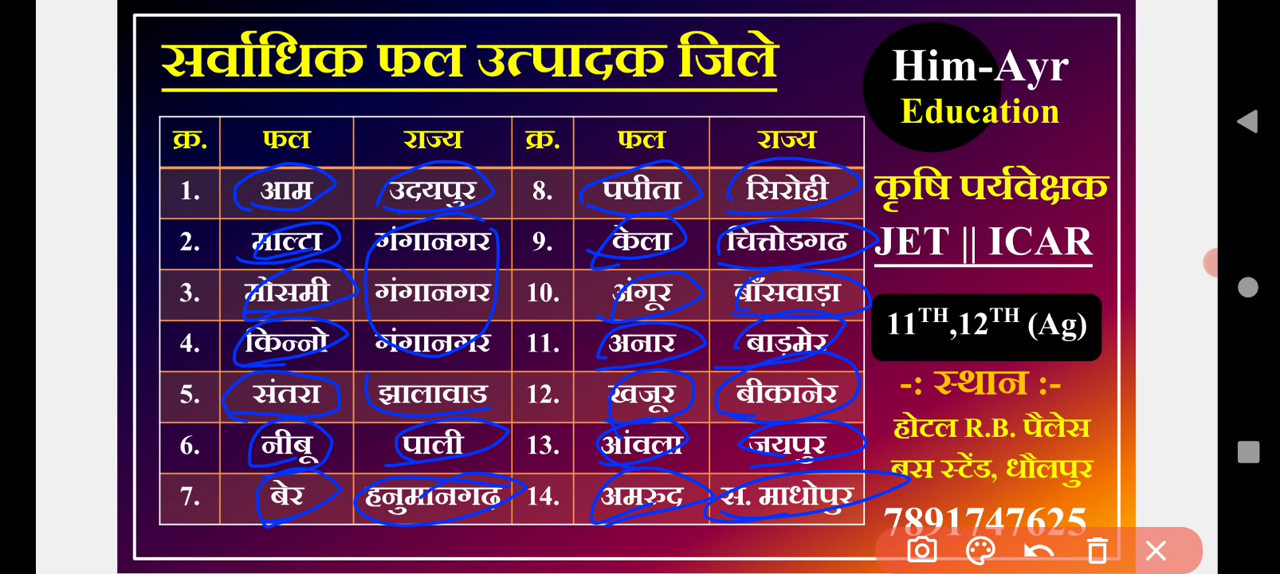 सर्वाधिक फल उत्पादक जिले
क्र. फल राज्य क्र. फल राज्य
1. आम उदयपुर 8. पपीता सिरोही
2. माल्टा गंगानगर 9. केला चित्तोडगढ
3. मोसमी गंगानगर 10. अंगूर बाँसवाड़ा
4. किन्नो गंगानगर 11. अनार बाड़मेर
5. संतरा झालावाड 12. खजूर बीकानेर
6. नीबू पाली 13. आंवला जयपुर
7. बेर हनुमानगढ़ 14. अमरुद स. माधोपुर
Him-Ayr
Education
कृषि पर्यवेक्षक
JET || ICAR
11TH,12TH (Ag)
-: स्थान :-
होटल R.B. पैलेस
बस स्टेंड, धौलपुर
7891747625